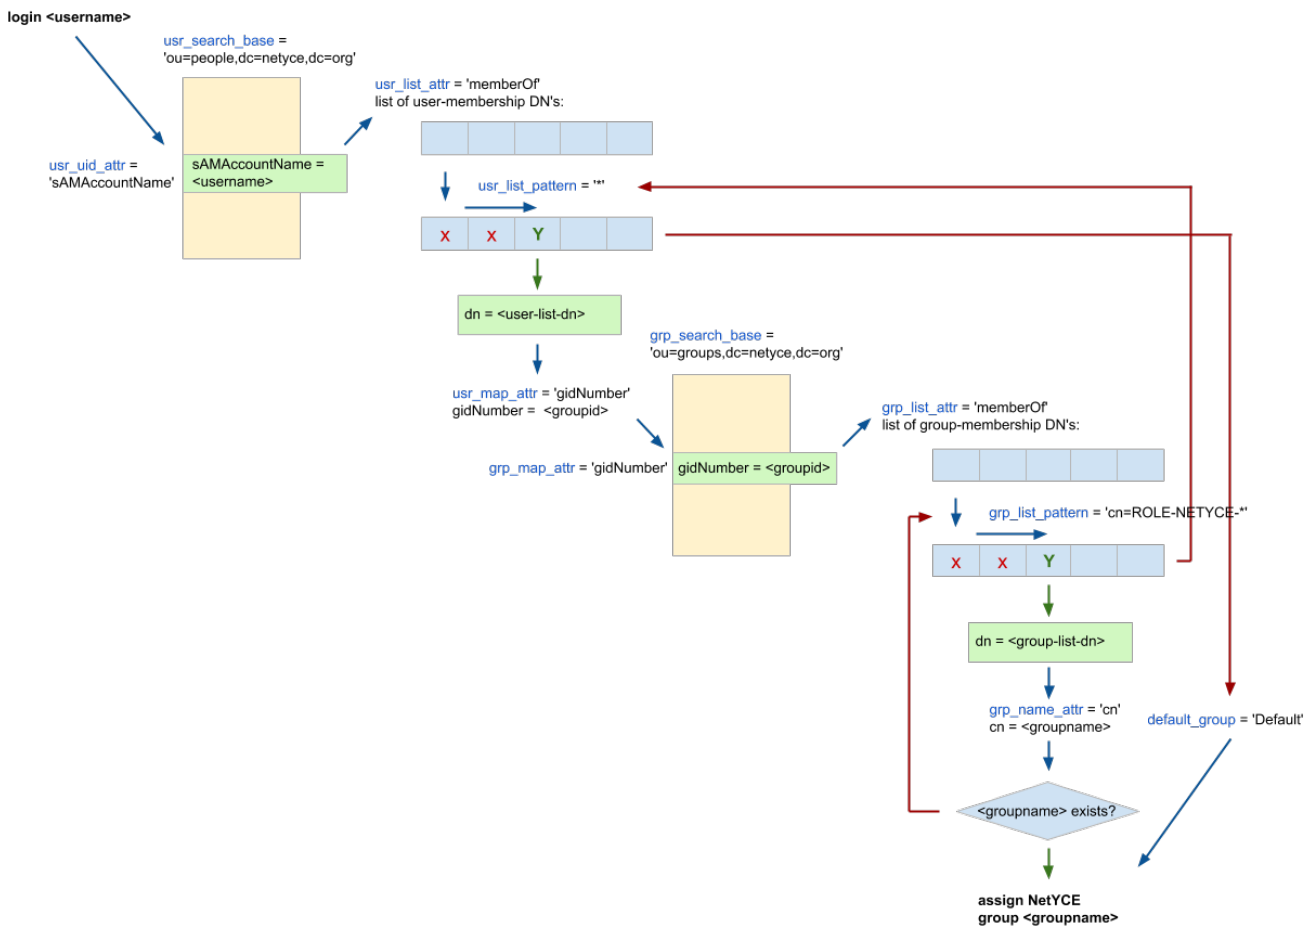 login <username>
usr_search_base =
'ou=people,dc=netyce,dc=org'
usr_list_attr = 'memberOf'
list of user-membership DN's:
usr_uid_attr =
'sAMAccountName'
sAMAccountName =
<username>
usr_list_pattern = '*'
X X Y
dn = <user-list-dn>
grp_search_base =
'ou=groups,dc=netyce,dc=org'
usr_map_attr = 'gidNumber'
gidNumber = <groupid>
grp_list_attr = 'memberOf'
list of group-membership DN's:
grp_map_attr = 'gidNumber'
gidNumber = <groupid>
grp_list_pattern = 'cn=ROLE-NETYCE-*'
X X Y
dn = <group-list-dn>
grp_name_attr = 'cn'
cn = <groupname>
default_group = 'Default'
<groupname> exists?
assign NetYCE
group <groupname>